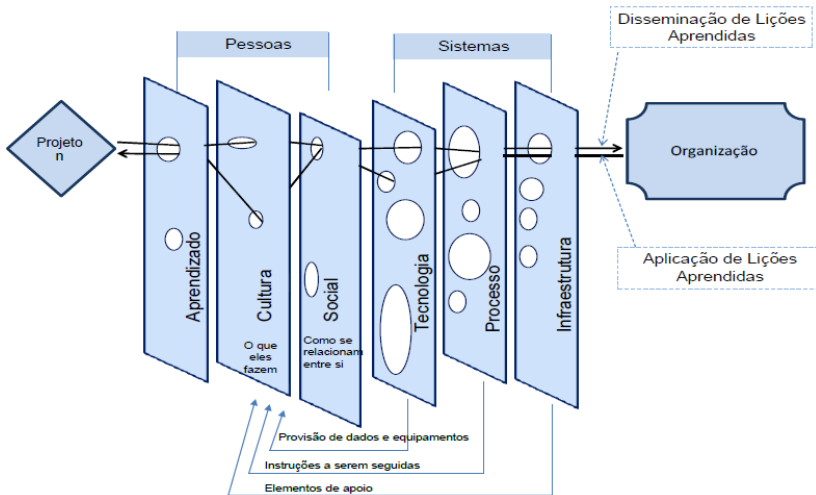 Pessoas
Sistemas
Disseminação de Lições
Aprendidas
Projeto
n
Organização
Aprendizado
Cultura
Social
Tecnologia
Processo
Infraestrutura
Aplicação de Lições
Aprendidas
O que
eles
fazem
Como se
relacionam
entre si
Provisão de dados e equipamentos
Instruções a serem seguidas
Elementos de apoio